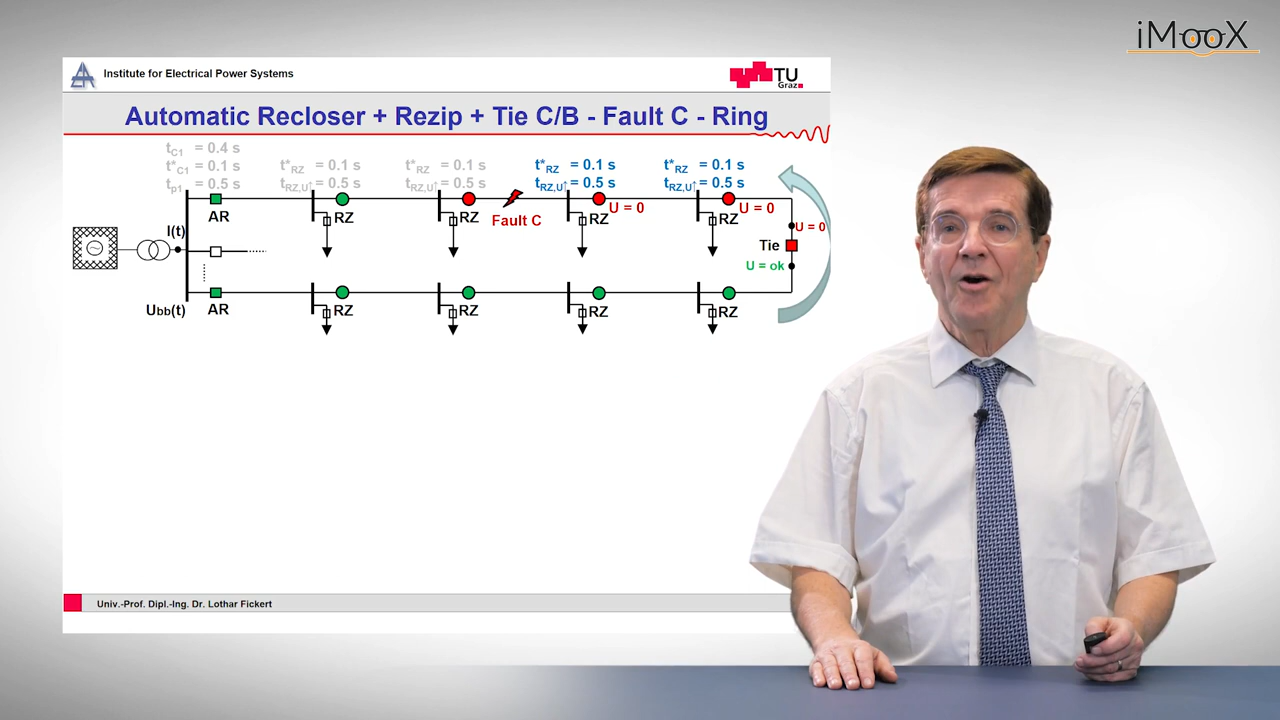 iMooX
Institute for Electrical Power Systems
TU
Graz
Automatic Recloser + Rezip + Tie C/B - Fault C - Ring
tC1 = 0.4 s
t*C1 = 0.1 s
tp1 = 0.5 s
t*RZ = 0.1 s
tRZ,U↑ = 0.5 s
t*RZ = 0.1 s
tRZ,U↑ = 0.5 s
t*RZ = 0.1 s
tRZ,U↑ = 0.5 s
t*RZ = 0.1 s
tRZ,U↑ = 0.5 s
AR
RZ
RZ
Fault C
RZ
U = 0
RZ
U = 0
I(t)
U = 0
Tie
U = ok
Ubb(t)
AR
RZ
RZ
RZ
RZ
Univ.-Prof. Dipl.-Ing. Dr. Lothar Fickert